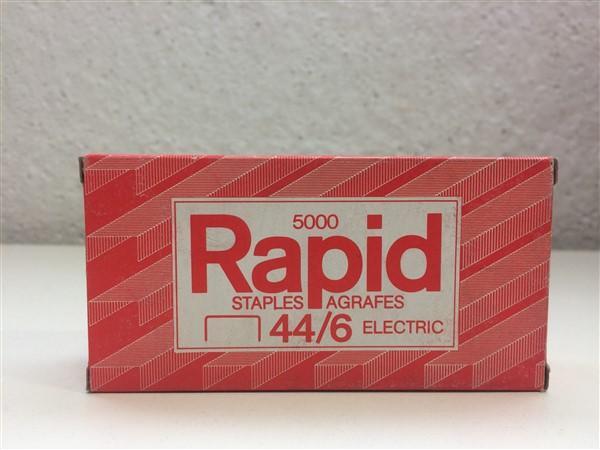 5000
Rapid
STAPLES AGRAFES
44/6 ELECTRIC